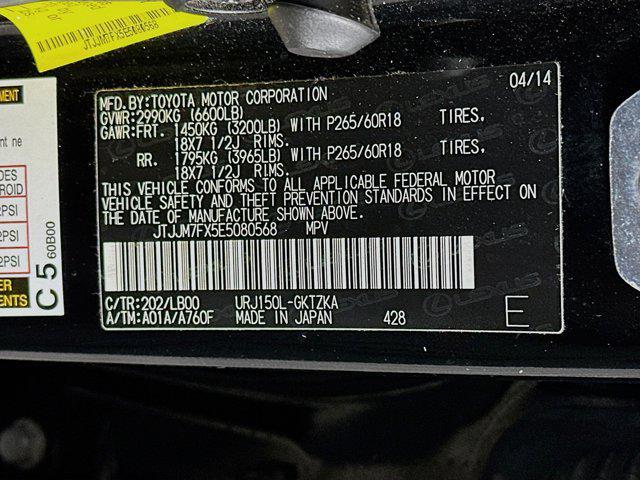 JTJJM7FX5E5080568
MFD.BY:TOYOTA MOTOR CORPORATION 04/14
GVWR:2990KG (6600LB)
GAWR:FRT. 1450KG (3200LB) WITH P265/60R18 TIRES,
18X7 1/2J RIMS.
RR. 1795KG (3965LB) WITH P265/60R18 TIRES,
18X7 1/2J RIMS.
THIS VEHICLE CONFORMS TO ALL APPLICABLE FEDERAL MOTOR
VEHICLE SAFETY AND THEFT PREVENTION STANDARDS IN EFFECT ON
THE DATE OF MANUFACTURE SHOWN ABOVE.
JTJJM7FX5E5080568 MPV
C/TR:202/LB00 URJ150L-GKTZKA
A/TM:A01A/A760F MADE IN JAPAN 428 E
LEXUS
C 5 60B00